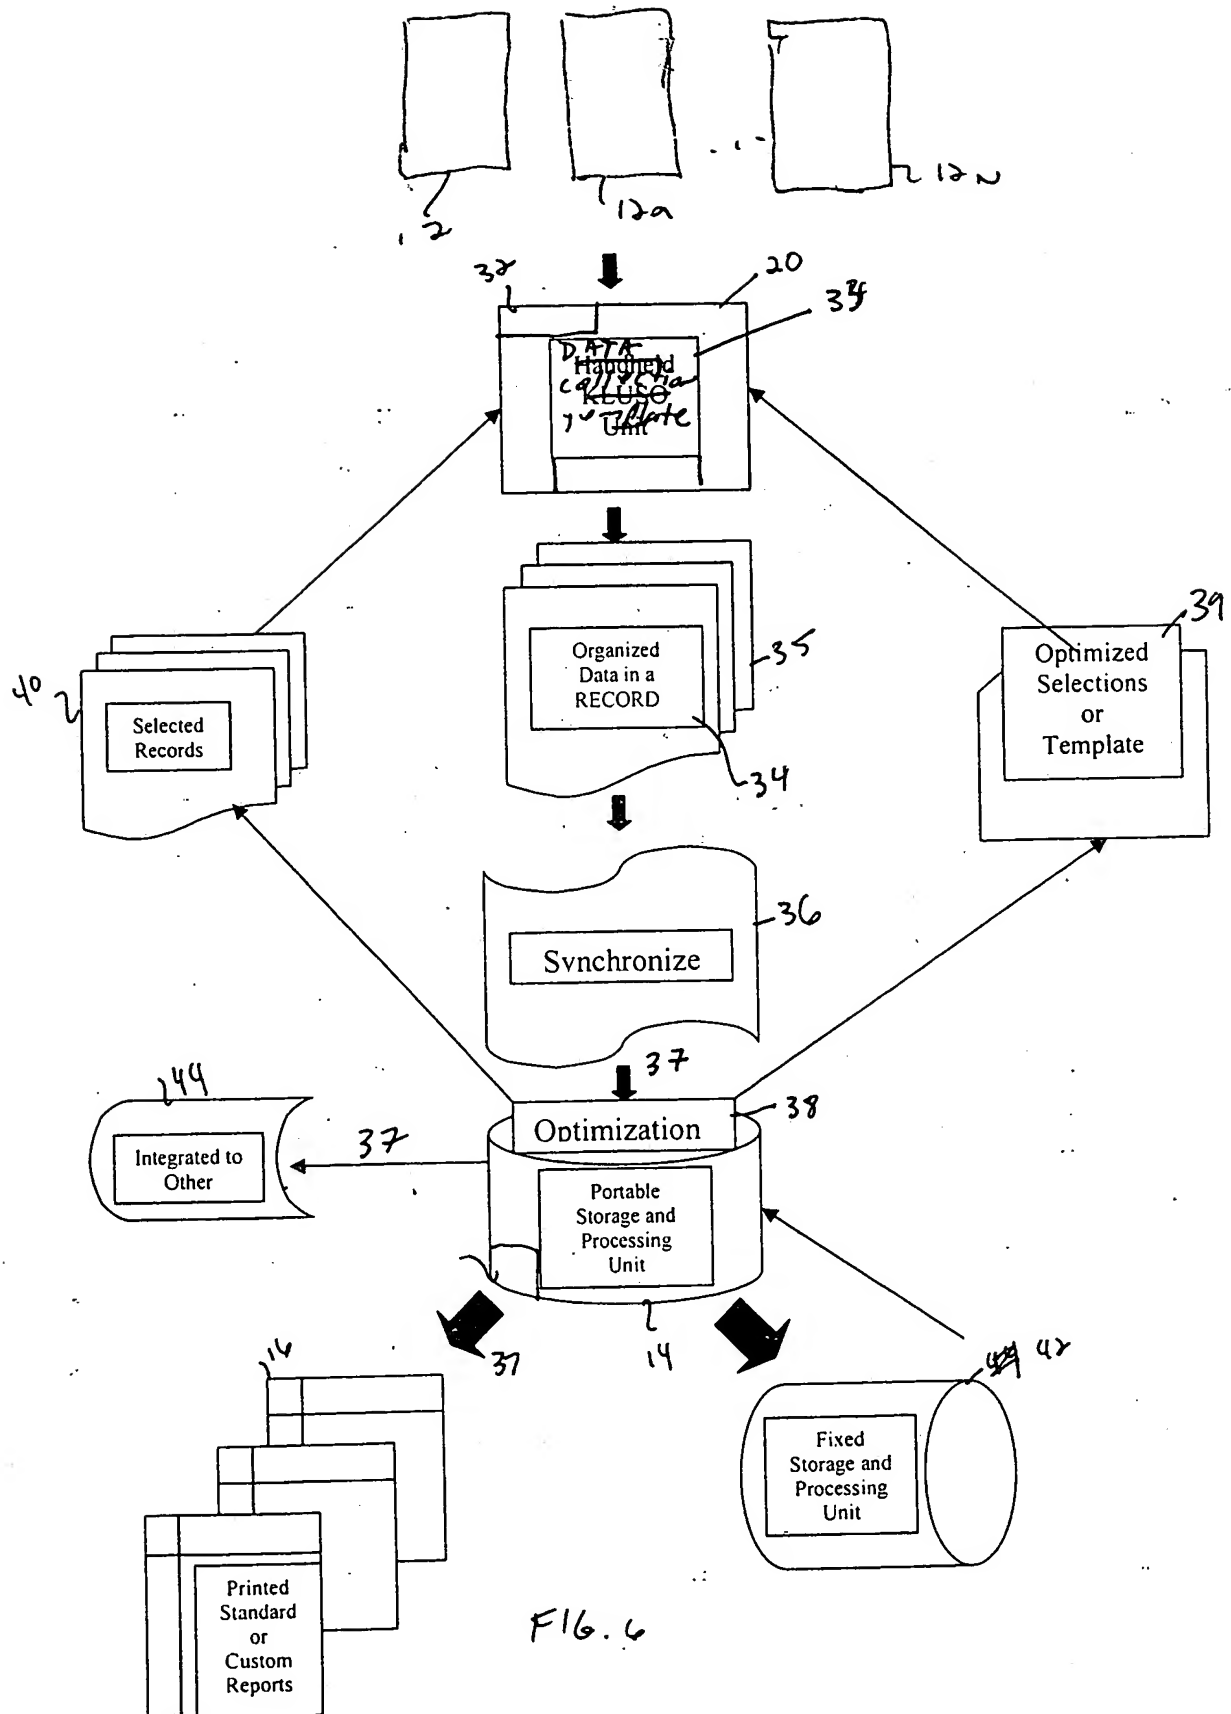 12
12a
12N
32
20
DATA
Handheld
KLUSO
Unit
Organized
Data in a
RECORD
35
34
39
Optimized
Selections
or
Template
40
Selected
Records
36
Synchronize
37
38
Optimization
44
Integrated to
Other
37
Portable
Storage and
Processing
Unit
14
37
16
42
Fixed
Storage and
Processing
Unit
Printed
Standard
or
Custom
Reports
FIG. 6